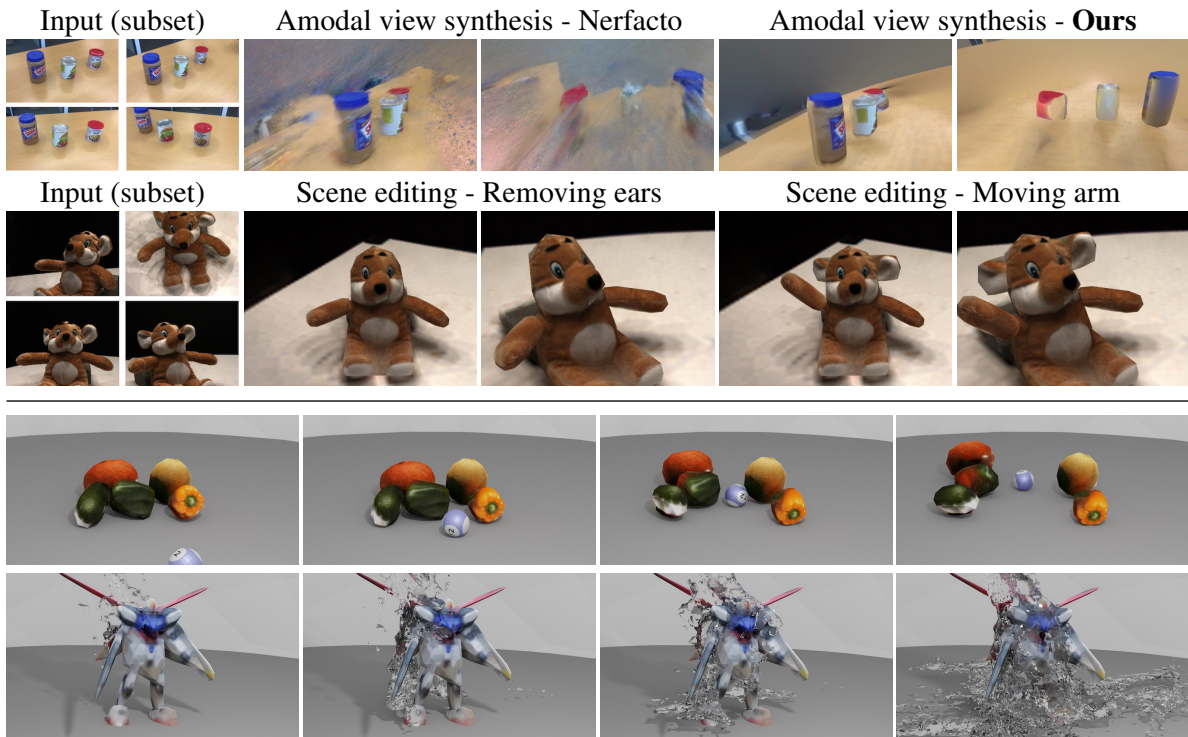 Input (subset)
Amodal view synthesis - Nerfacto
Amodal view synthesis - Ours
Input (subset)
Scene editing - Removing ears
Scene editing - Moving arm